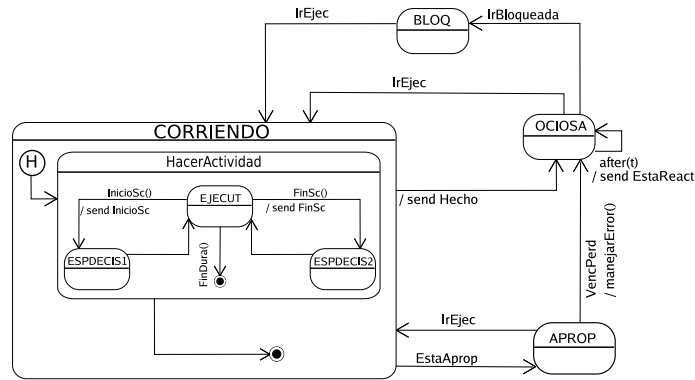 IrEjec
BLOQ
IrBloqueada
IrEjec
CORRIENDO
OCIOSA
H
HacerActividad
after(t)
/ send EstaReact
InicioSc()
/ send InicioSc
EJECUT
FinSc()
/ send FinSc
/ send Hecho
ESPDECIS1
FinDura()
ESPDECIS2
VencPerd
/ manejarError()
IrEjec
APROP
EstaAprop